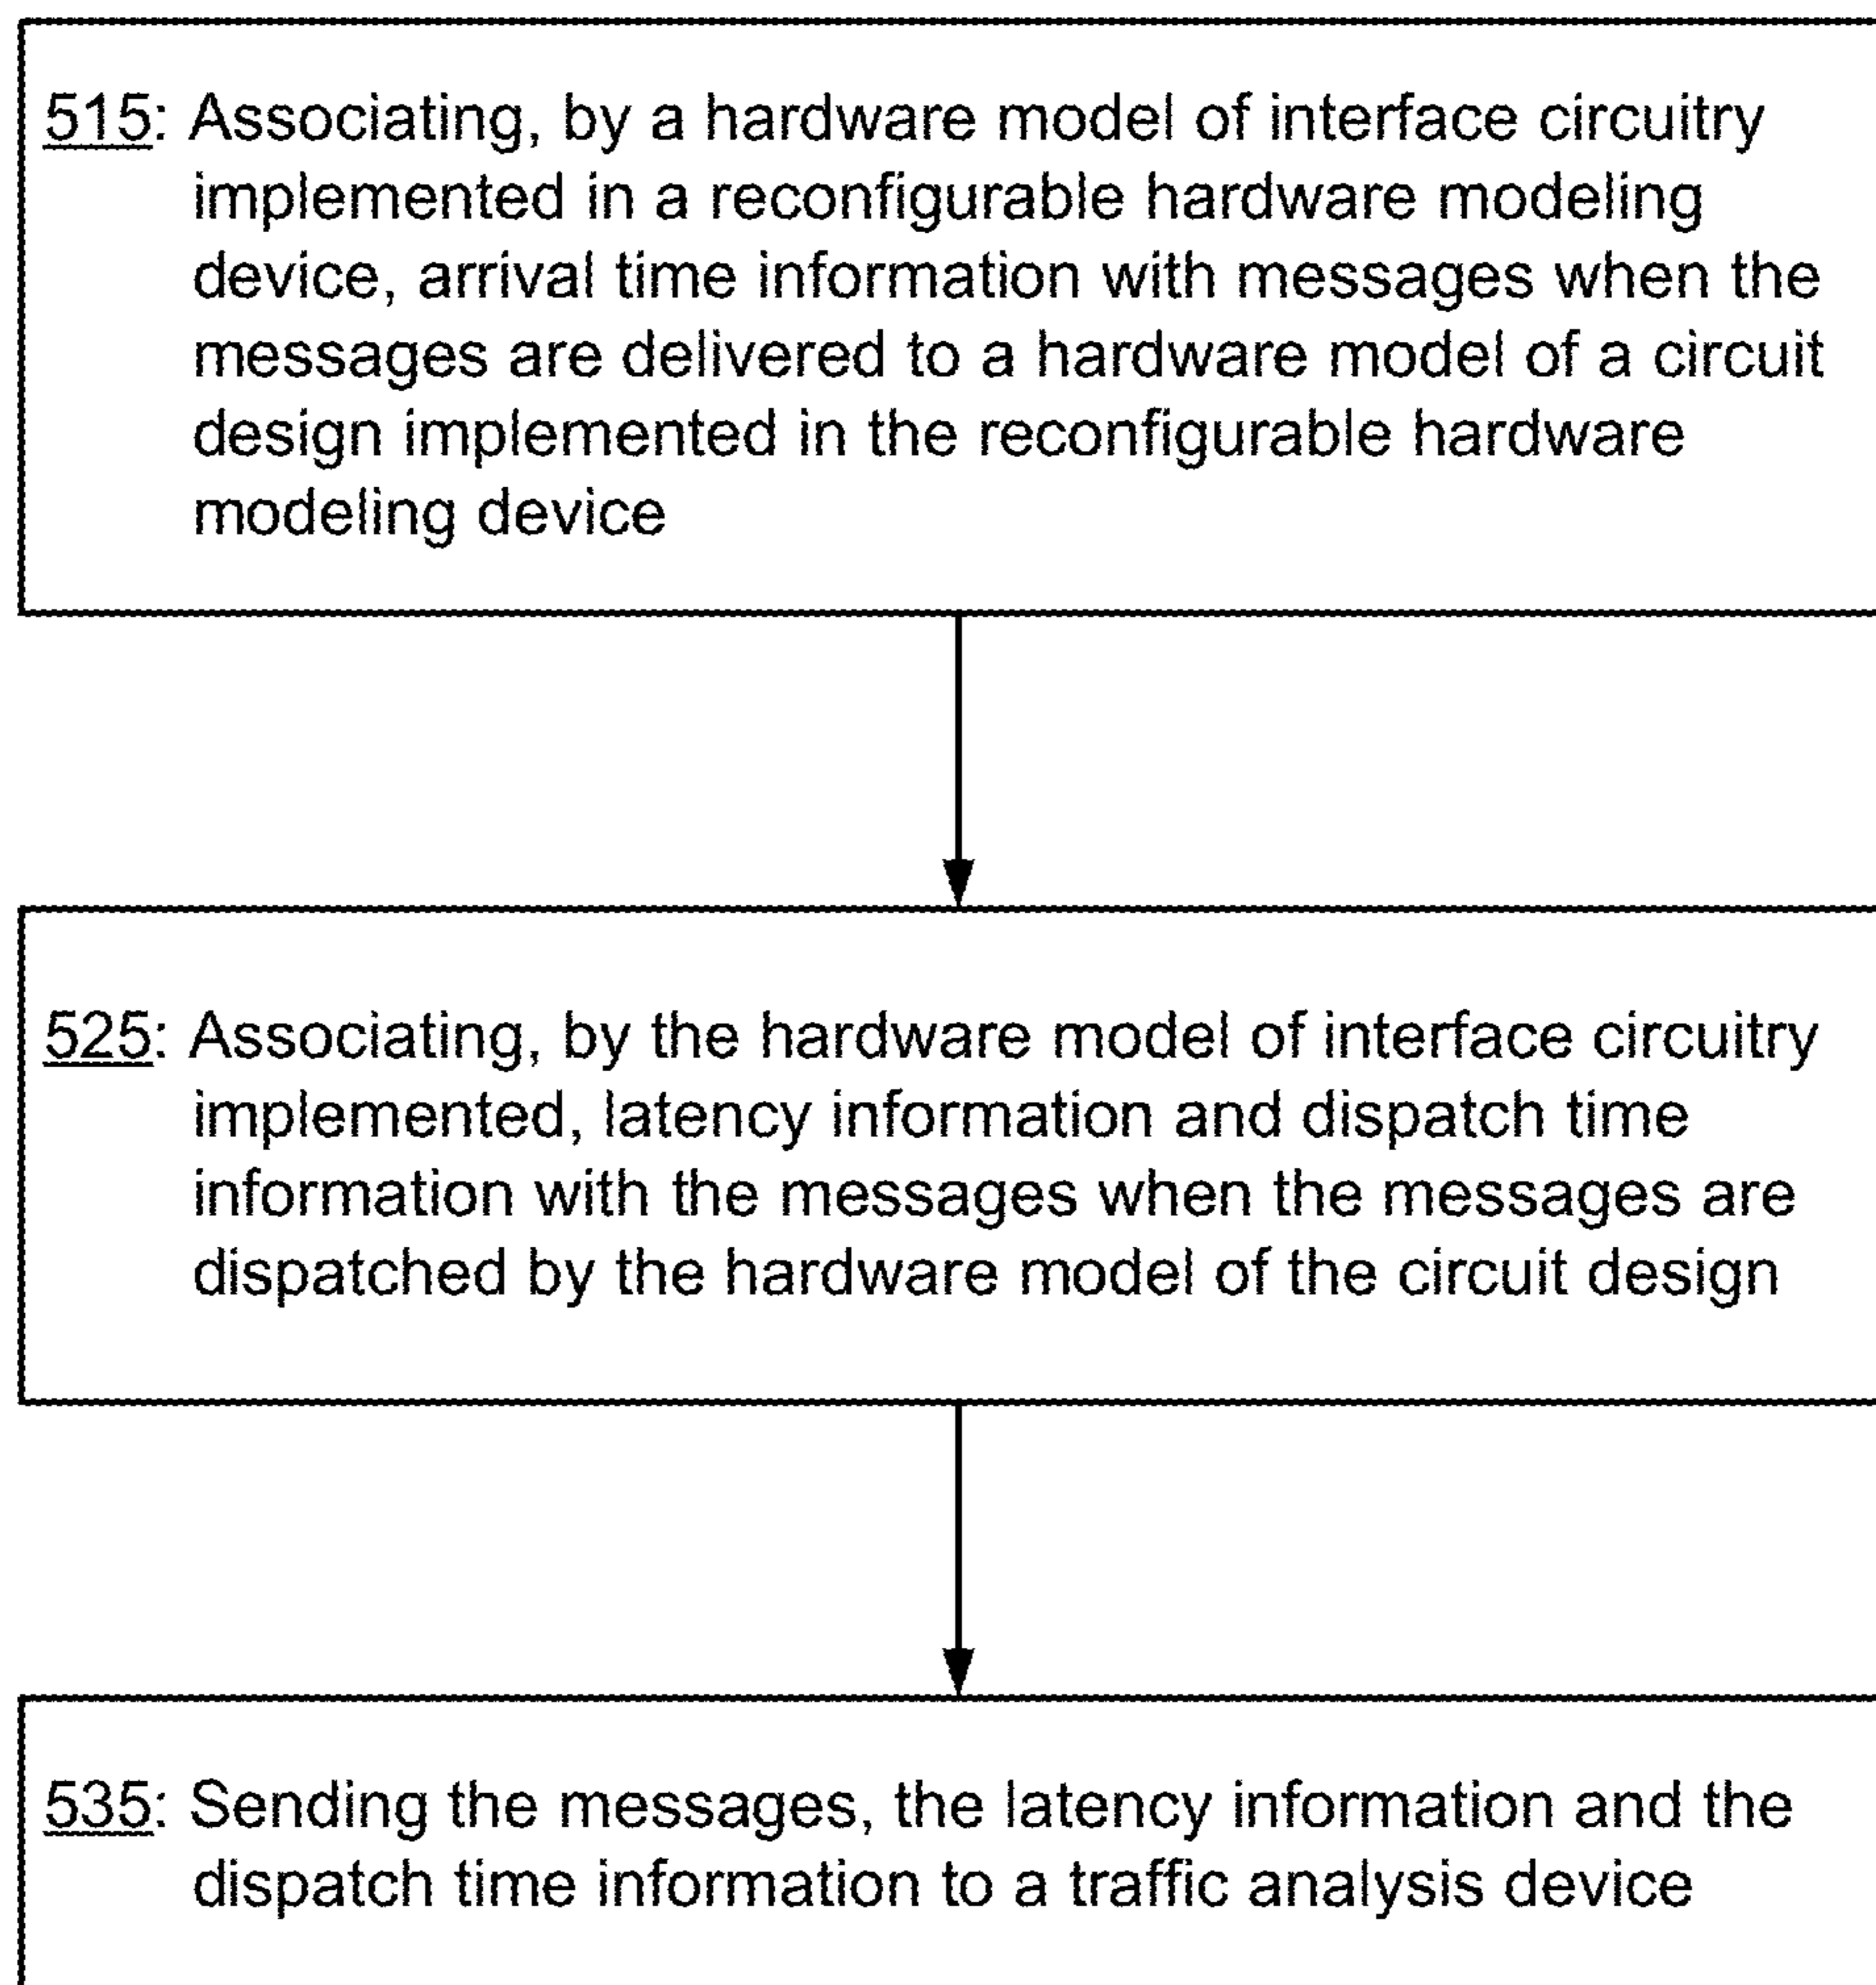 515: Associating, by a hardware model of interface circuitry
implemented in a reconfigurable hardware modeling
device, arrival time information with messages when the
messages are delivered to a hardware model of a circuit
design implemented in the reconfigurable hardware
modeling device
525: Associating, by the hardware model of interface circuitry
implemented, latency information and dispatch time
information with the messages when the messages are
dispatched by the hardware model of the circuit design
535: Sending the messages, the latency information and the
dispatch time information to a traffic analysis device